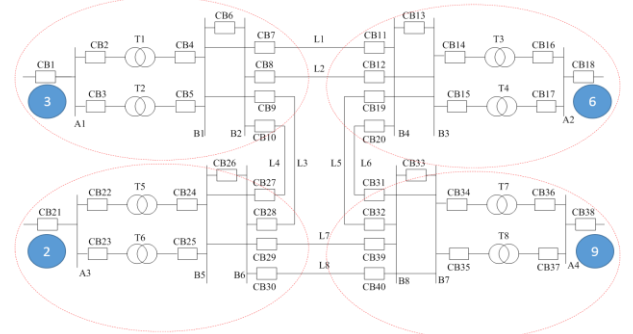 CB6
CB13
T1
CB7
L1
CB11
T3
CB2
CB4
CB14
CB16
CB1
CB8
L2
CB12
CB18
3
T2
T4
6
CB3
CB5
CB9
CB19
CB15
CB17
A1
B1
B2
CB10
CB20
B4
B3
A2
L4
L3
L5
L6
CB26
CB33
T5
CB27
CB31
T7
CB22
CB24
CB34
CB36
CB21
CB28
CB32
CB38
2
T6
L7
T8
9
CB23
CB25
CB29
CB39
CB35
CB37
A3
B5
B6
CB30
L8
CB40
B8
B7
A4